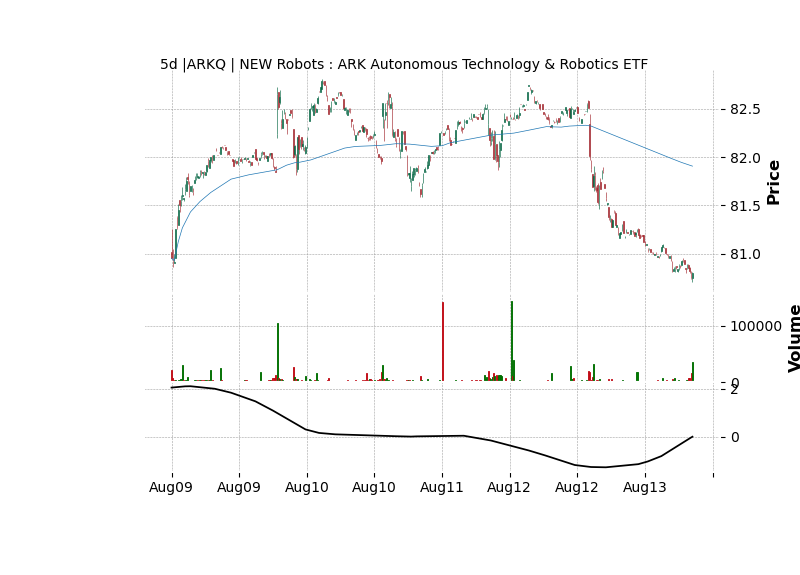 5d |ARKQ | NEW Robots : ARK Autonomous Technology & Robotics ETF
82.5
82.0
81.5
81.0
Price
100000
0
Volume
2
0
Aug09 Aug09 Aug10 Aug10 Aug11 Aug12 Aug12 Aug13